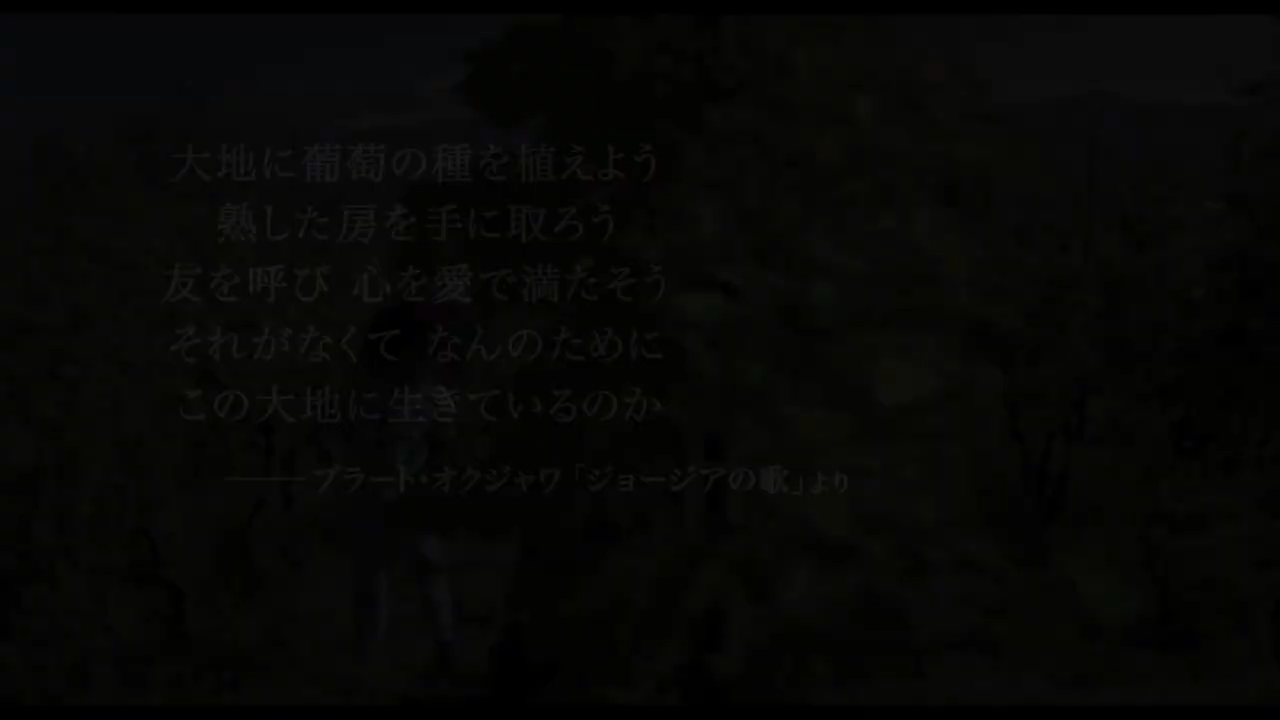 大地に葡萄の種を植えよう
熟した房を手に取ろう
友を呼び 心を愛で満たそう
それがなくて なんのために
この大地に生きているのか
――ブラート・オクジャワ「ジョージアの歌」より